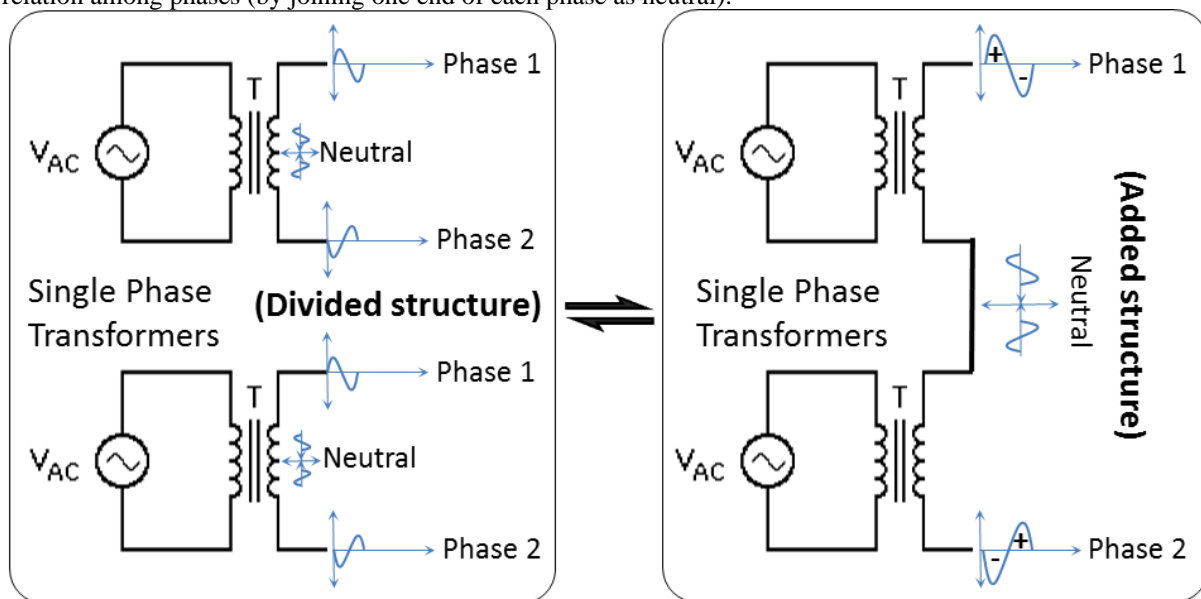 relation among phases (by joining one end of each phase as neutral).
Phase 1
T
VAC
Neutral
Phase 2
Single Phase
Transformers
(Divided structure)
Phase 1
T
VAC
Neutral
Phase 2
+
-
Phase 1
T
VAC
(Added structure)
Neutral
Single Phase
Transformers
T
VAC
-
+
Phase 2